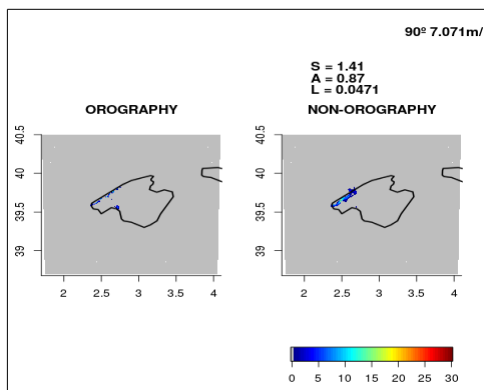 90º 7.071m/
S = 1.41
A = 0.87
L = 0.0471
OROGRAPHY
NON-OROGRAPHY
40.5
40
39.5
39
2 2.5 3 3.5 4
40.5
40
39.5
39
2 2.5 3 3.5 4
0 5 10 15 20 25 30